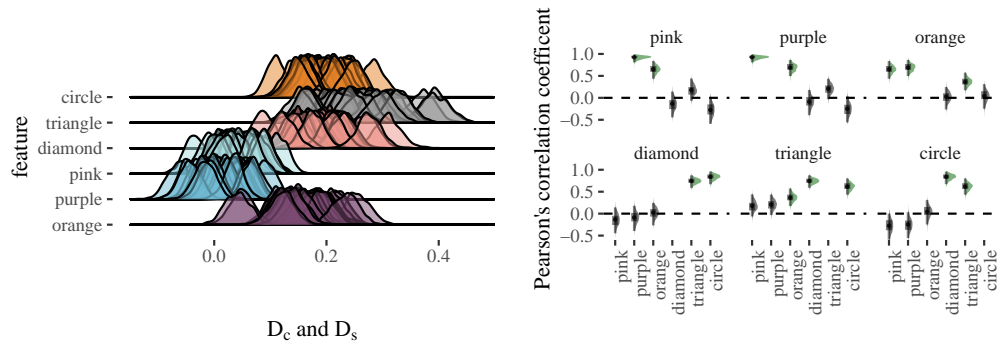 feature
circle
triangle
diamond
pink
purple
orange
0.0 0.2 0.4
D_c and D_s
Pearson's correlation coefficent
pink purple orange
1.0
0.5
0.0
−0.5
diamond triangle circle
1.0
0.5
0.0
−0.5
pink purple orange diamond triangle circle
pink purple orange diamond triangle circle
pink purple orange diamond triangle circle